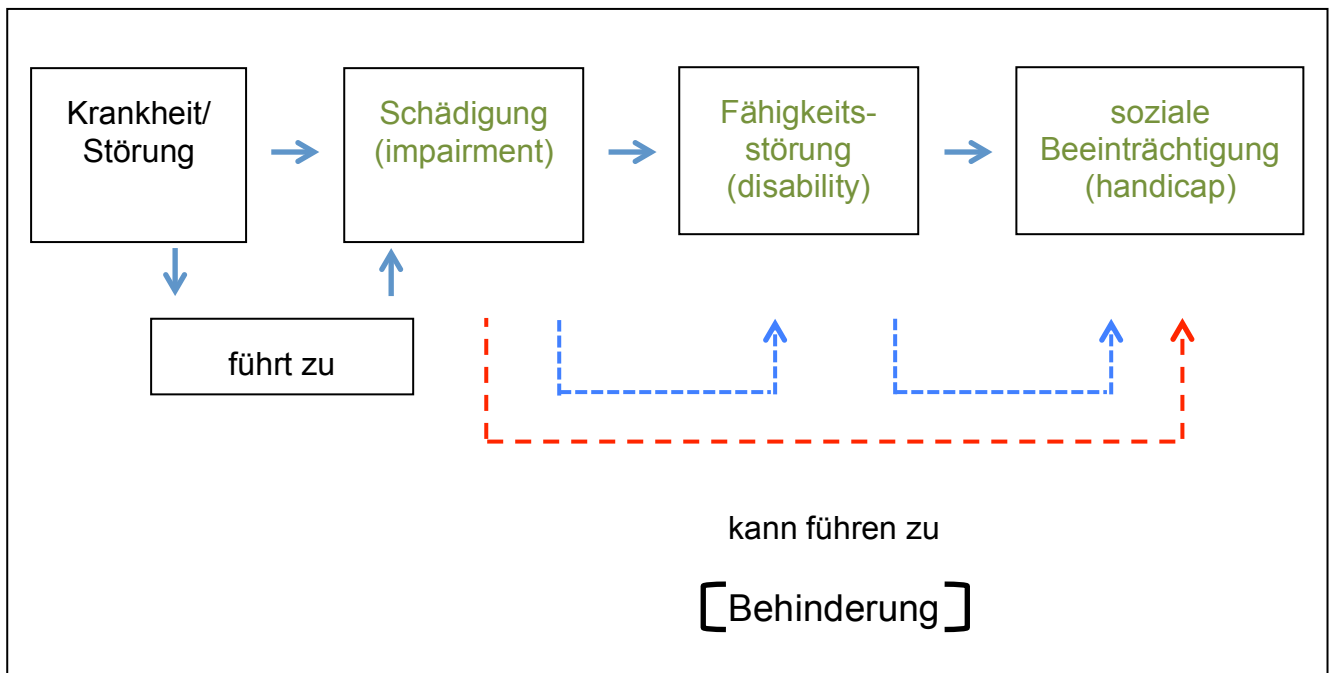 Krankheit/
Störung
Schädigung
(impairment)
Fähigkeits-
störung
(disability)
soziale
Beeinträchtigung
(handicap)
führt zu
kann führen zu
[Behinderung]